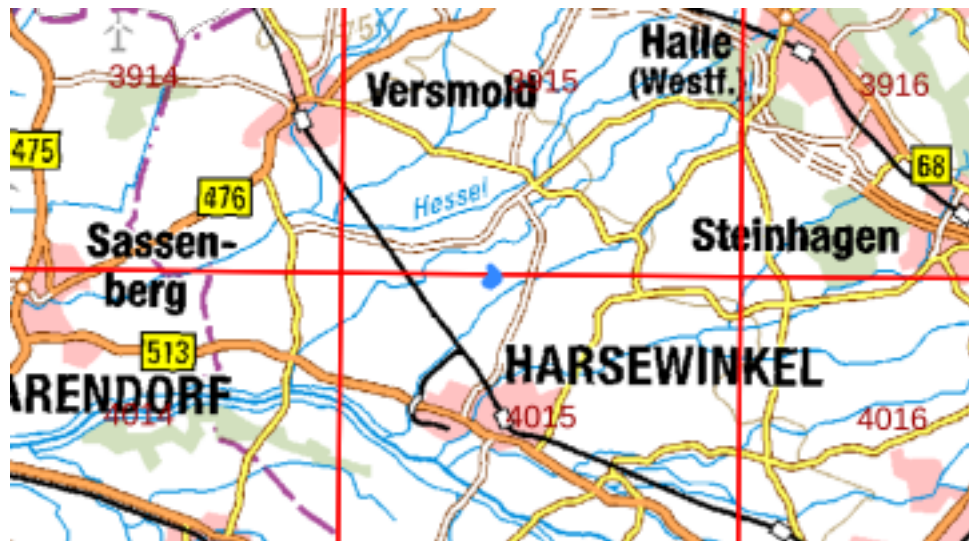 75
Halle
(Westf.)
3914
Versmold
3915
3916
475
68
476
Hessel
Sassen-
berg
Steinhagen
513
HARSEWINKEL
ARENDORF
4014
4015
4016